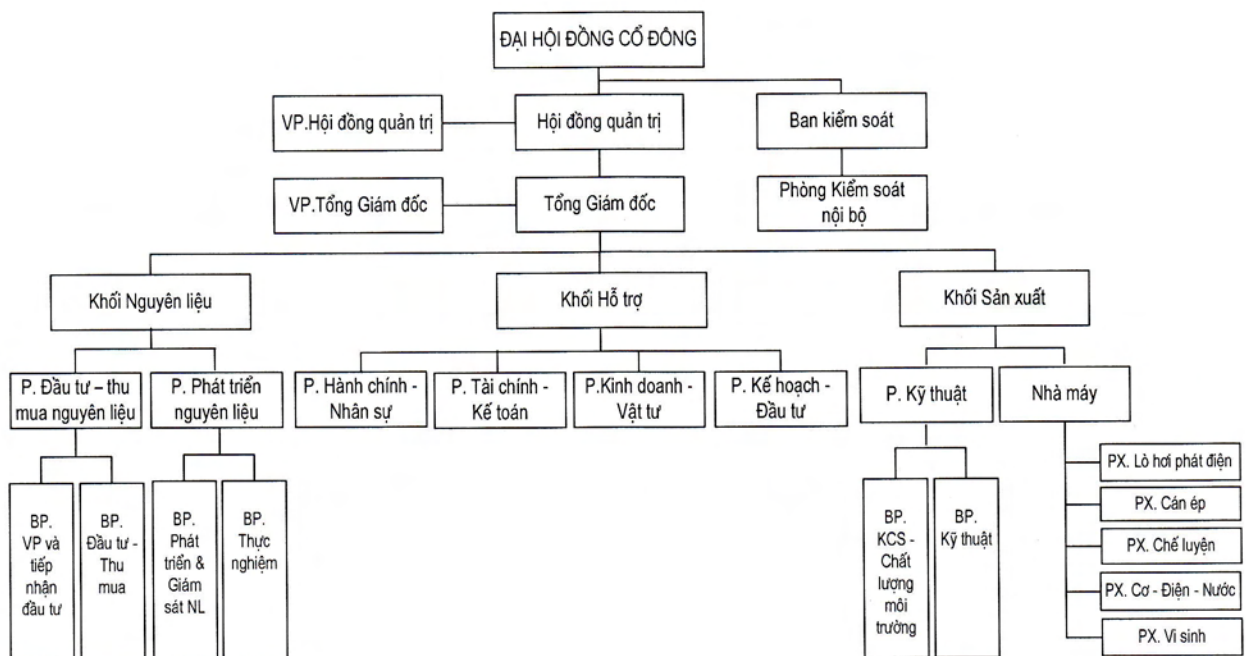 ĐẠI HỘI ĐỒNG CỔ ĐÔNG
VP.Hội đồng quản trị
Hội đồng quản trị
Ban kiểm soát
VP.Tổng Giám đốc
Tổng Giám đốc
Phòng Kiểm soát
nội bộ
Khối Nguyên liệu
Khối Hỗ trợ
Khối Sản xuất
P. Đầu tư – thu
mua nguyên liệu
P. Phát triển
nguyên liệu
P. Hành chính -
Nhân sự
P. Tài chính -
Kế toán
P.Kinh doanh -
Vật tư
P. Kế hoạch -
Đầu tư
P. Kỹ thuật
Nhà máy
BP.
VP và
tiếp
nhận
đầu tư
BP.
Đầu tư -
Thu
mua
BP.
Phát
triển &
Giám
sát NL
BP.
Thực
nghiệm
BP.
KCS -
Chất
lượng
môi
trường
BP.
Kỹ thuật
PX. Lò hơi phát điện
PX. Cán ép
PX. Chế luyện
PX. Cơ - Điện - Nước
PX. Vi sinh